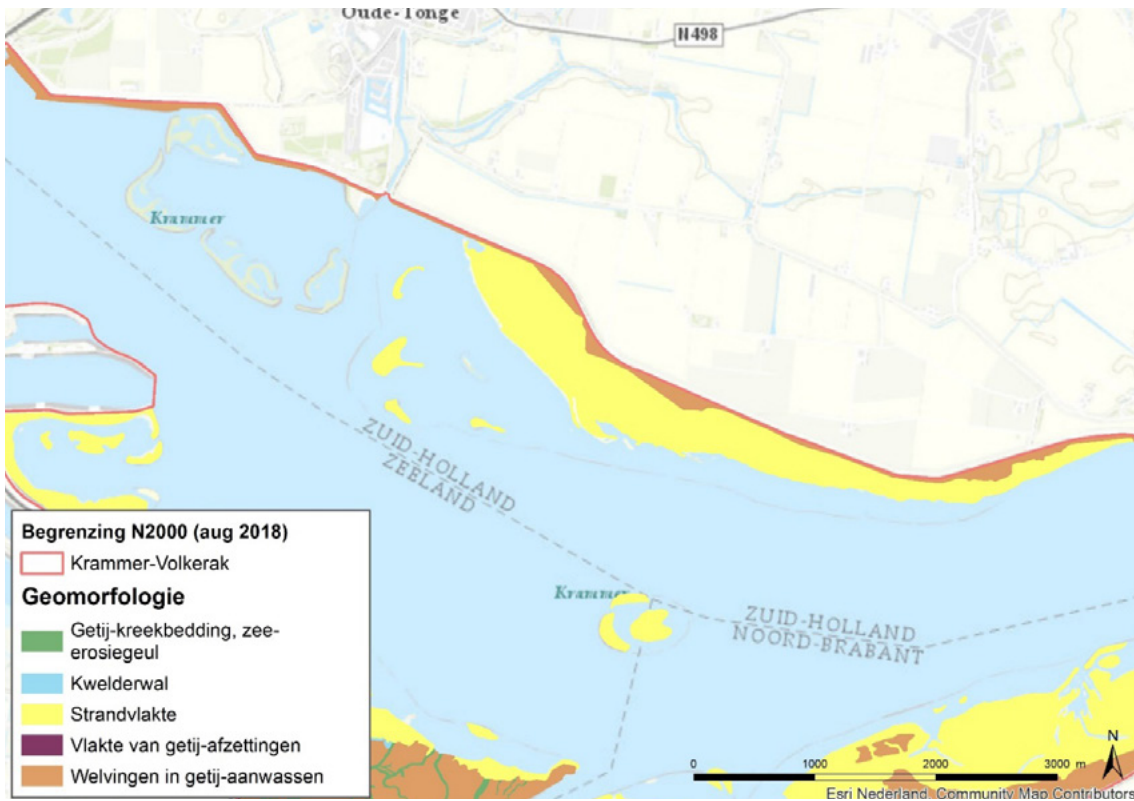 Oude-Tonge
N498
Krammer
ZUID-HOLLAND
ZEELAND
Krammer
ZUID-HOLLAND
NOORD-BRABANT
Begrenzing N2000 (aug 2018)
Krammer-Volkerak
Geomorfologie
Getij-kreekbedding, zee-
erosiegeul
Kwelderwal
Strandvlakte
Vlakte van getij-afzettingen
Welvingen in getij-aanwassen
N
0 1000 2000 3000 m
Esri Nederland, Community Map Contributors